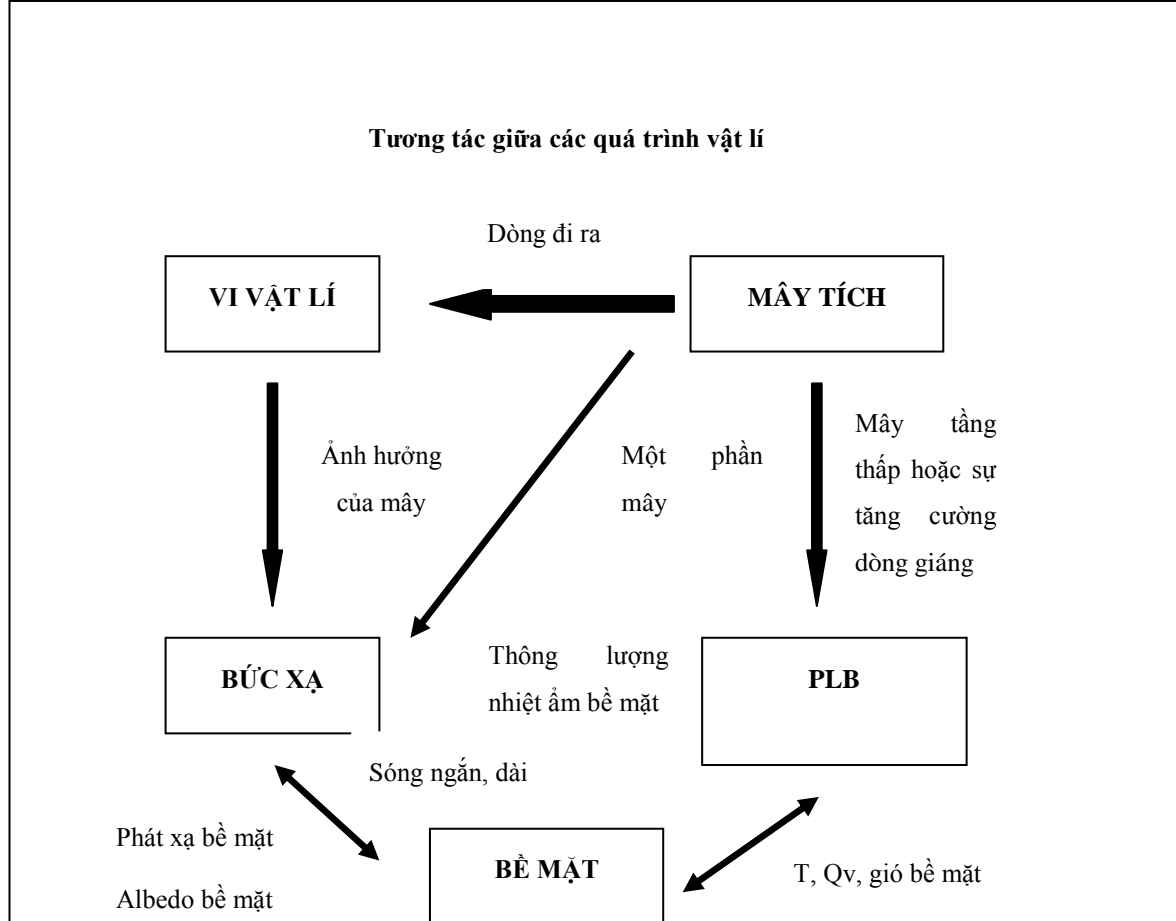 Tương tác giữa các quá trình vật lí
Dòng đi ra
VI VẬT LÍ
MÂY TÍCH
Ảnh hưởng
của mây
Một phần
mây
Mây tầng
thấp hoặc sự
tăng cường
dòng giáng
BỨC XẠ
Thông lượng
nhiệt ẩm bề mặt
PLB
Sóng ngắn, dài
Phát xạ bề mặt
Albedo bề mặt
BỀ MẶT
T, Qv, gió bề mặt